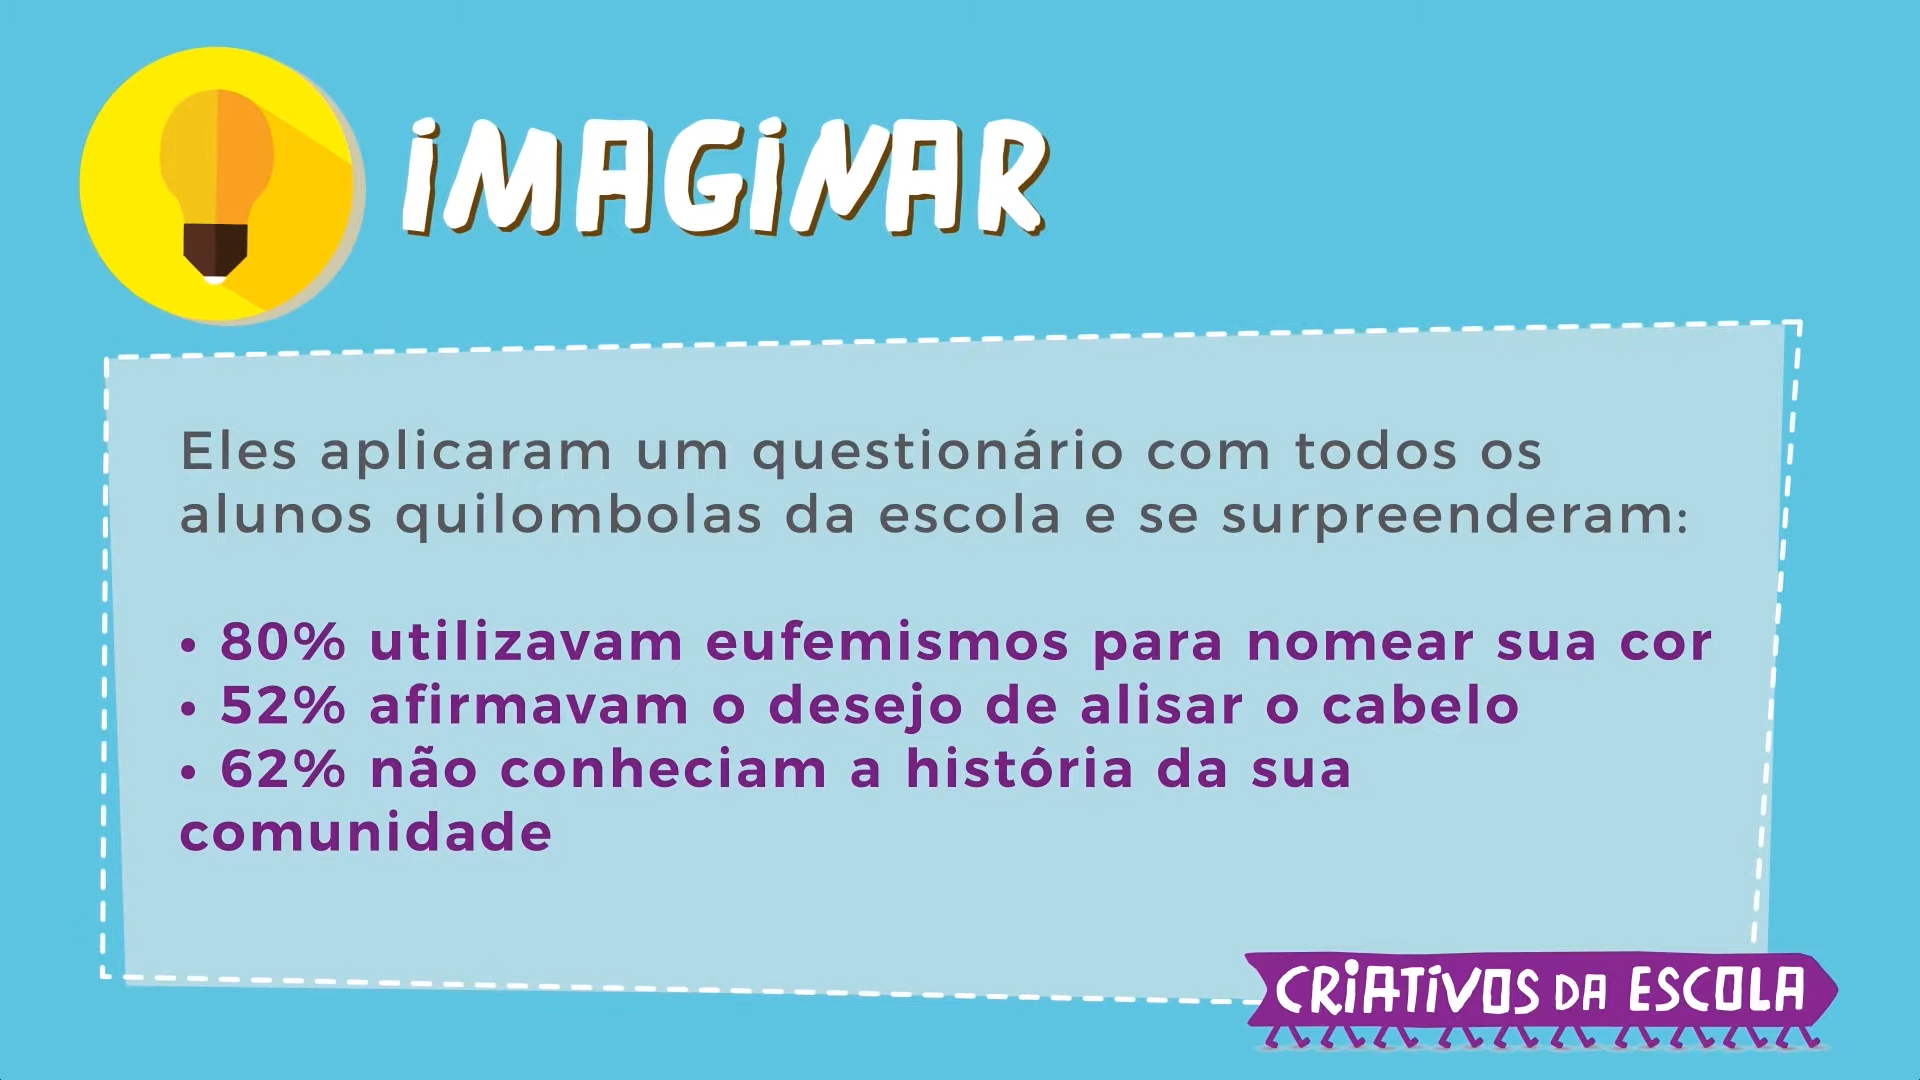 IMAGINAR
Eles aplicaram um questionário com todos os
alunos quilombolas da escola e se surpreenderam:
• 80% utilizavam eufemismos para nomear sua cor
• 52% afirmavam o desejo de alisar o cabelo
• 62% não conheciam a história da sua
comunidade
CRIATIVOS DA ESCOLA